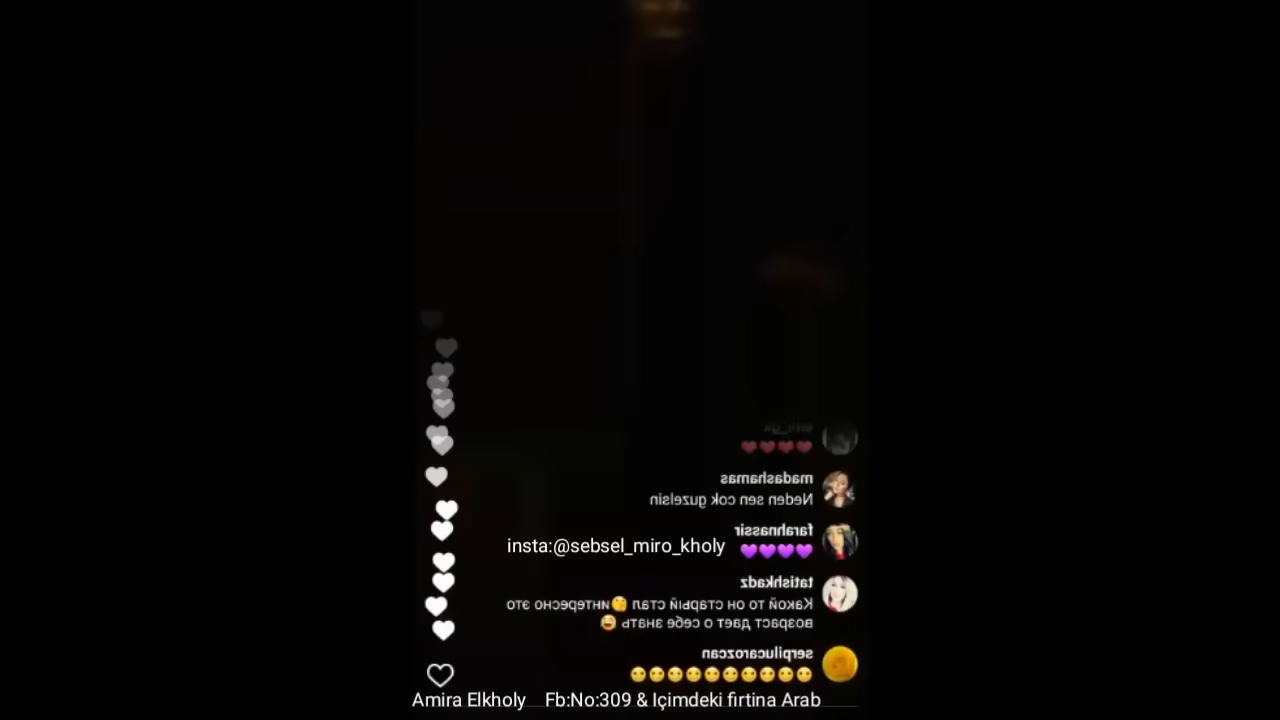 madashamas
Neden sen cok guzelsin
farahnassir
insta:@sebsel_miro_kholy
tatishkadz
Какой то он старый стал🤔интересно это
возраст дает о себе знать 😅
serpilucarozcan
Amira Elkholy Fb:No:309 & Içimdeki firtina Arab